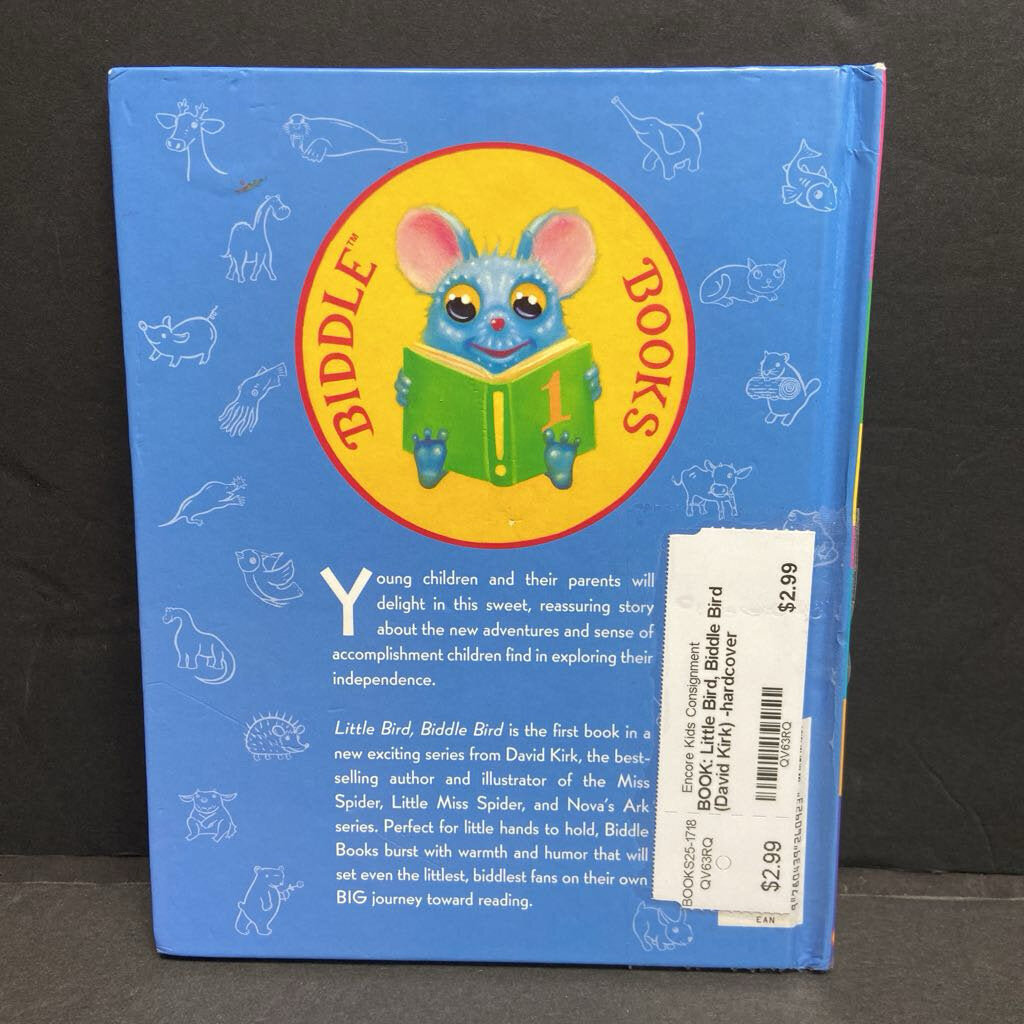 BIDDLE™
BOOKS
1
Young children and their parents will
delight in this sweet, reassuring story
about the new adventures and sense of
accomplishment children find in exploring their
independence.
Little Bird, Biddle Bird is the first book in a
new exciting series from David Kirk, the best-
selling author and illustrator of the Miss
Spider, Little Miss Spider, and Nova's Ark
series. Perfect for little hands to hold, Biddle
Books burst with warmth and humor that will
set even the littlest, biddlest fans on their own
BIG journey toward reading.
Encore Kids Consignment
BOOK: Little Bird, Biddle Bird
(David Kirk) -hardcover
$2.99
QV63RQ
BOOKS25-1718
QV63RQ
$2.99
9 780439 260923
EAN